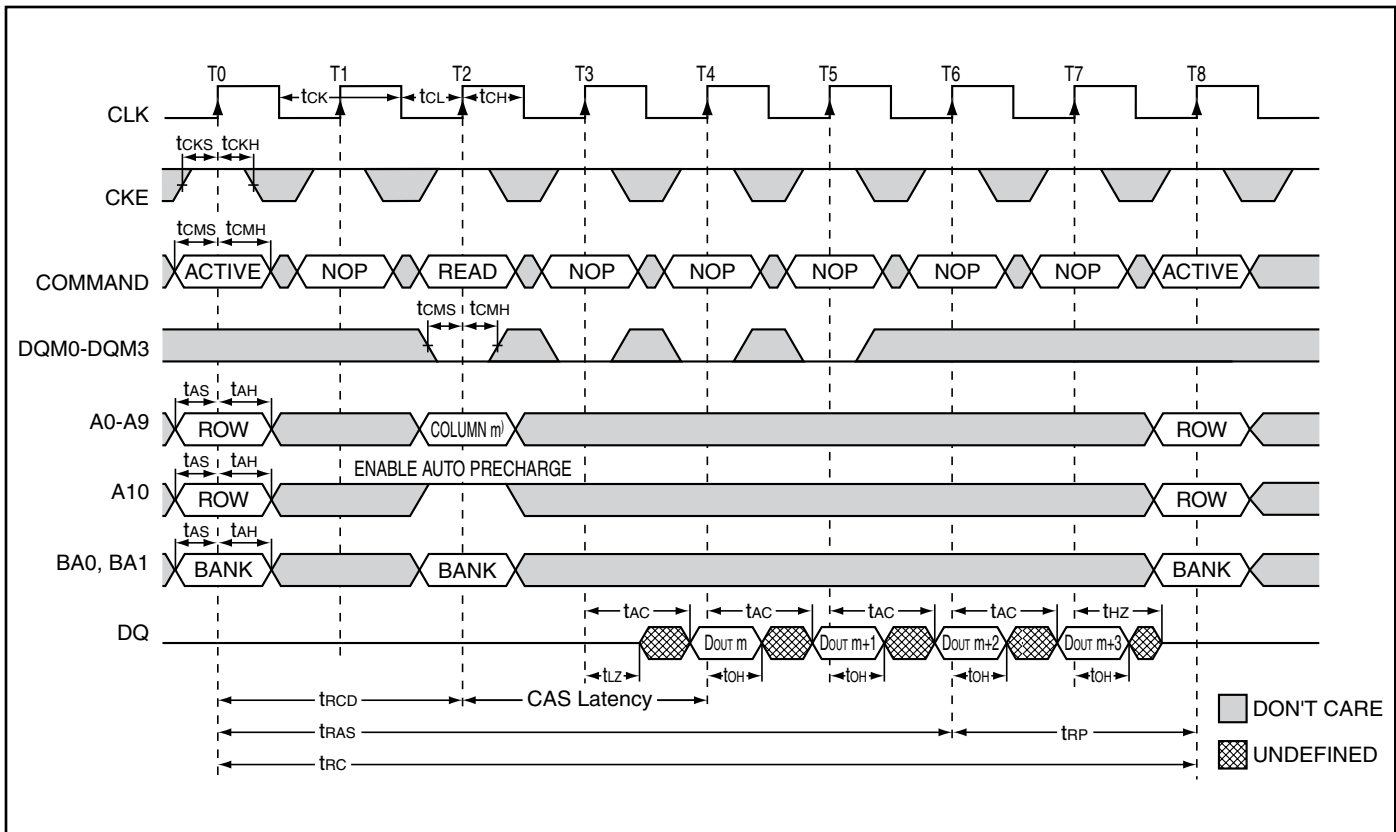 T0 T1 T2 T3 T4 T5 T6 T7 T8
CLK tCK tCL tCH
tCKS tCKH
CKE
tCMS tCMH
COMMAND ACTIVE NOP READ NOP NOP NOP NOP NOP ACTIVE
tCMS tCMH
DQM0-DQM3
tAS tAH
A0-A9 ROW COLUMN m) ROW
tAS tAH ENABLE AUTO PRECHARGE
A10 ROW ROW
tAS tAH
BA0, BA1 BANK BANK BANK
tAC tAC tAC tAC tHZ
DQ DOUT m DOUT m+1 DOUT m+2 DOUT m+3
tLZ tOH tOH tOH tOH
tRCD CAS Latency
DON'T CARE
tRAS tRP
UNDEFINED
tRC